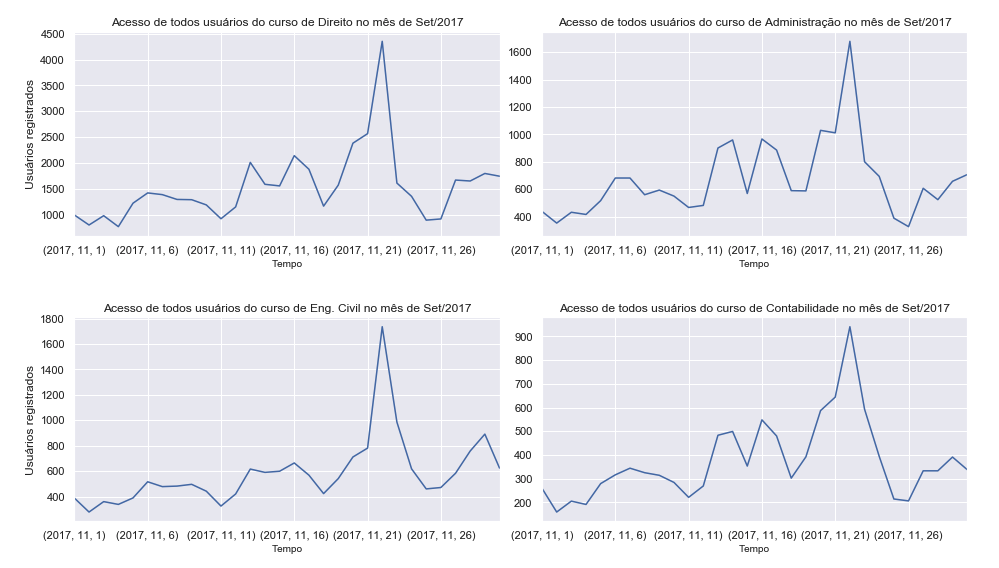 Acesso de todos usuários do curso de Direito no mês de Set/2017
4500
4000
3500
3000
2500
2000
1500
1000
Usuários registrados
(2017, 11, 1) (2017, 11, 6) (2017, 11, 11) (2017, 11, 16) (2017, 11, 21) (2017, 11, 26)
Tempo
Acesso de todos usuários do curso de Administração no mês de Set/2017
1600
1400
1200
1000
800
600
400
(2017, 11, 1) (2017, 11, 6) (2017, 11, 11) (2017, 11, 16) (2017, 11, 21) (2017, 11, 26)
Tempo
Acesso de todos usuários do curso de Eng. Civil no mês de Set/2017
1800
1600
1400
1200
1000
800
600
400
Usuários registrados
(2017, 11, 1) (2017, 11, 6) (2017, 11, 11) (2017, 11, 16) (2017, 11, 21) (2017, 11, 26)
Tempo
Acesso de todos usuários do curso de Contabilidade no mês de Set/2017
900
800
700
600
500
400
300
200
(2017, 11, 1) (2017, 11, 6) (2017, 11, 11) (2017, 11, 16) (2017, 11, 21) (2017, 11, 26)
Tempo